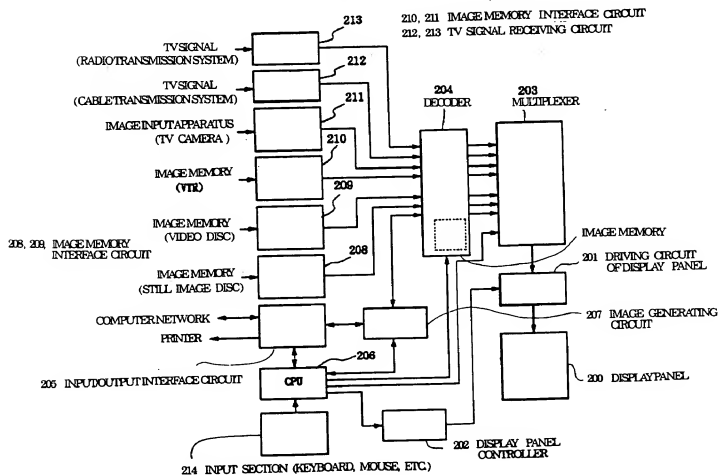 210, 211 IMAGE MEMORY INTERFACE CIRCUIT
212, 213 TV SIGNAL RECEIVING CIRCUIT
213
TV SIGNAL
(RADIO TRANSMISSION SYSTEM)
212
TV SIGNAL
(CABLE TRANSMISSION SYSTEM)
211
IMAGE INPUT APPARATUS
(TV CAMERA)
210
IMAGE MEMORY
(VTR)
209
IMAGE MEMORY
(VIDEO DISC)
208, 209, IMAGE MEMORY
INTERFACE CIRCUIT
208
IMAGE MEMORY
(STILL IMAGE DISC)
204
DECODER
203
MULTIPLEXER
IMAGE MEMORY
201 DRIVING CIRCUIT
OF DISPLAY PANEL
COMPUTER NETWORK
PRINTER
207 IMAGE GENERATING
CIRCUIT
206
CPU
205 INPUT/OUTPUT INTERFACE CIRCUIT
200 DISPLAY PANEL
202 DISPLAY PANEL
CONTROLLER
214 INPUT SECTION (KEYBOARD, MOUSE, ETC.)